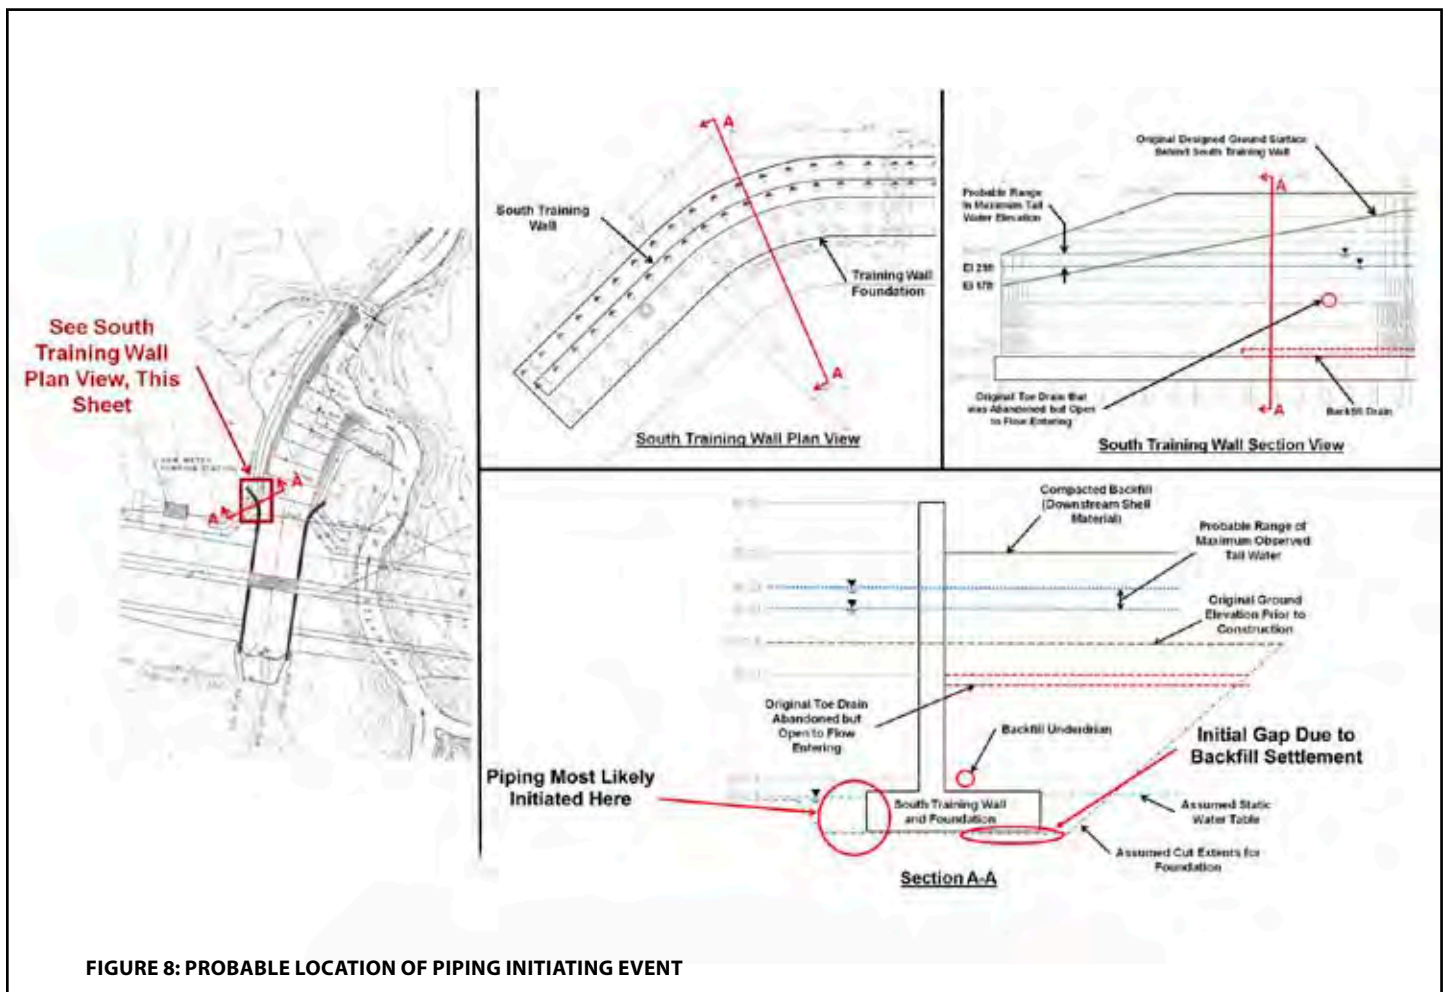 See South
Training Wall
Plan View, This
Sheet
A
A
A
South Training
Wall
Training Wall
Foundation
A
South Training Wall Plan View
Original Designed Ground Surface
Behind South Training Wall
A
Probable Range
in Maximum Tail
Water Elevation
El
El
Original Toe Drain that
was Abandoned but Open
to Flow Entering
A
Backfill Drain
South Training Wall Section View
Compacted Backfill
(Downstream Shell
Material)
Probable Range of
Maximum Observed
Tail Water
Original Ground
Elevation Prior to
Construction
Original Toe Drain
Abandoned but
Open to Flow
Entering
Backfill Underdrian
Initial Gap Due to
Backfill Settlement
Piping Most Likely
Initiated Here
South Training Wall
and Foundation
Assumed Static
Water Table
Assumed Cut Extents for
Foundation
Section A-A
FIGURE 8: PROBABLE LOCATION OF PIPING INITIATING EVENT